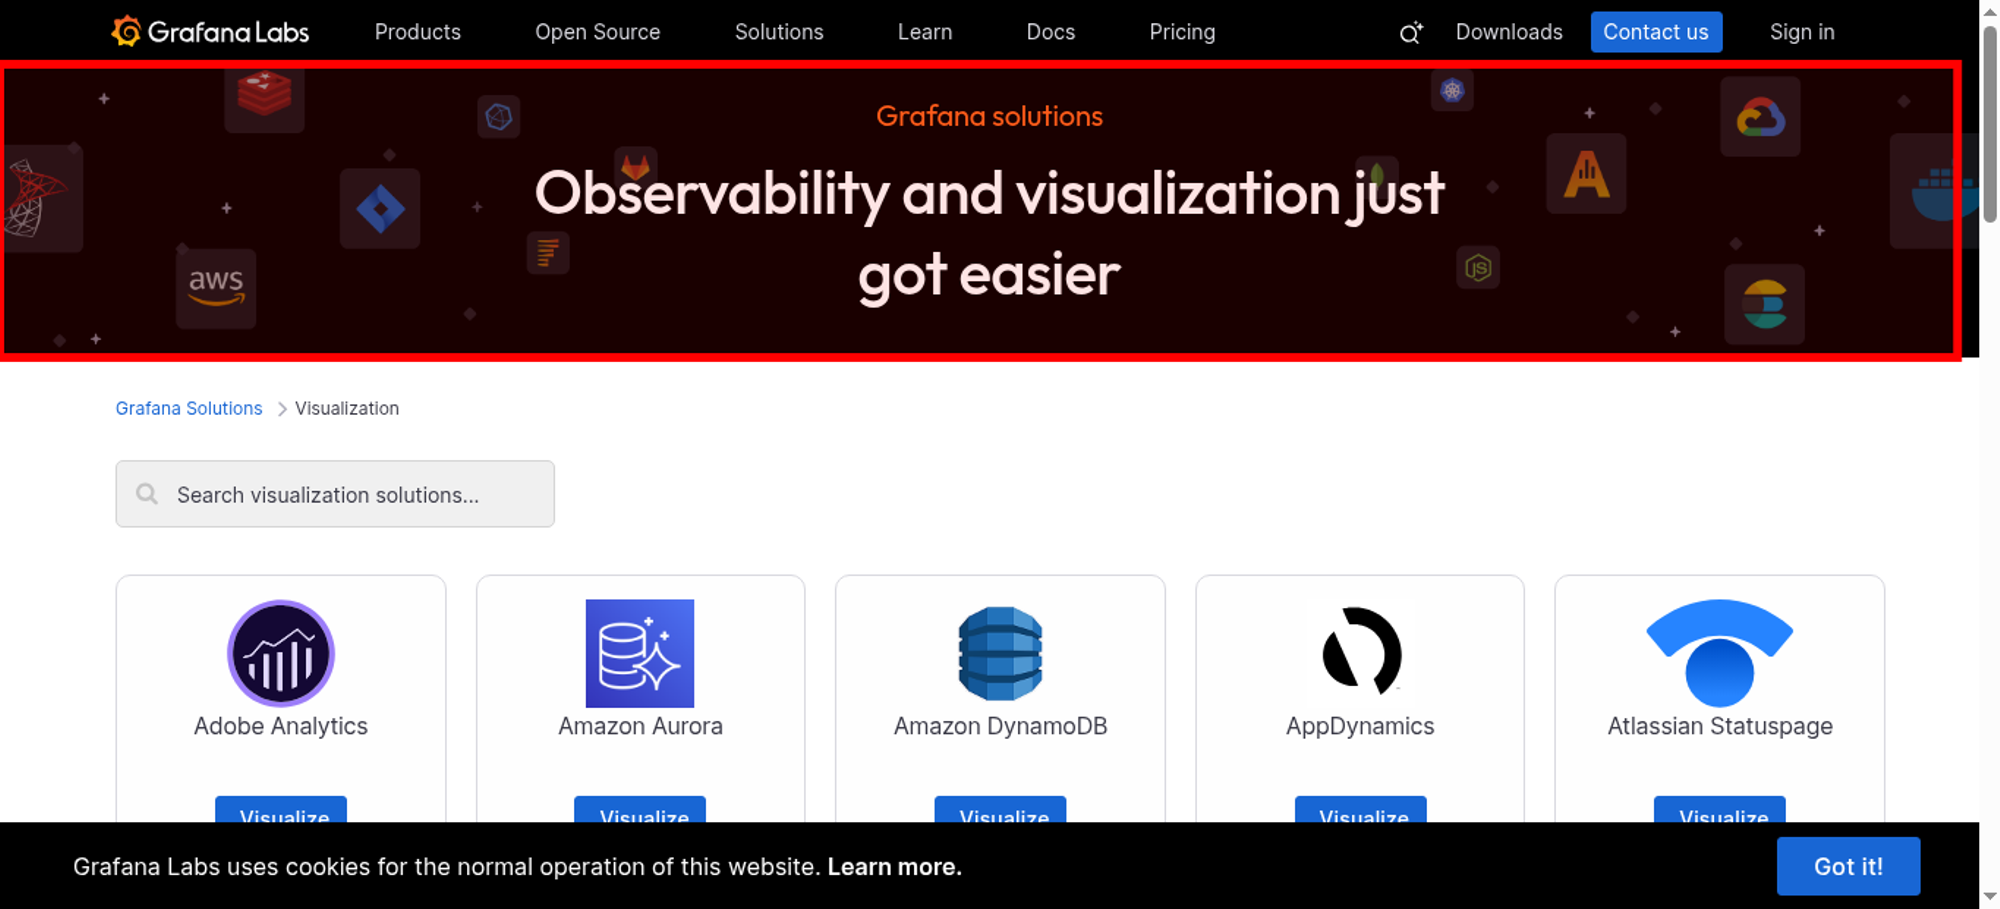 Grafana Labs Products Open Source Solutions Learn Docs Pricing Downloads Contact us Sign in
Grafana solutions
Observability and visualization just
got easier
aws
JS
Grafana Solutions > Visualization
Search visualization solutions...
Adobe Analytics Amazon Aurora Amazon DynamoDB AppDynamics Atlassian Statuspage
Visualize Visualize Visualize Visualize Visualize
Grafana Labs uses cookies for the normal operation of this website. Learn more. Got it!